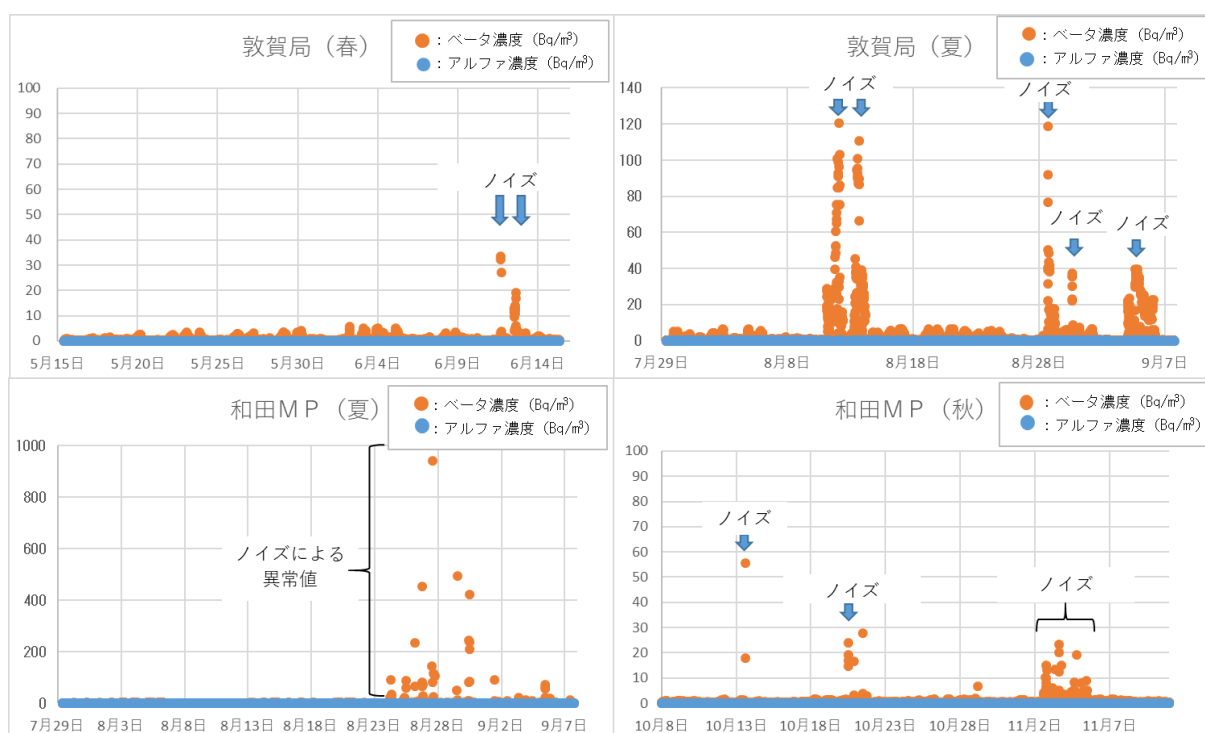 敦賀局（春）
●：ベータ濃度（Bq/m³）
●：アルファ濃度（Bq/m³）
100
90
80
70
60
50
40
30
20
10
0
ノイズ
5月15日 5月20日 5月25日 5月30日 6月4日 6月9日 6月14日
敦賀局（夏）
●：ベータ濃度（Bq/m³）
●：アルファ濃度（Bq/m³）
140
120
100
80
60
40
20
0
ノイズ
ノイズ
ノイズ
ノイズ
7月29日 8月8日 8月18日 8月28日 9月7日
和田ＭＰ（夏）
●：ベータ濃度（Bq/m³）
●：アルファ濃度（Bq/m³）
1000
800
600
400
200
0
ノイズによる
異常値
7月29日 8月3日 8月8日 8月13日 8月18日 8月23日 8月28日 9月2日 9月7日
和田ＭＰ（秋）
●：ベータ濃度（Bq/m³）
●：アルファ濃度（Bq/m³）
100
90
80
70
60
50
40
30
20
10
0
ノイズ
ノイズ
ノイズ
10月8日 10月13日 10月18日 10月23日 10月28日 11月2日 11月7日